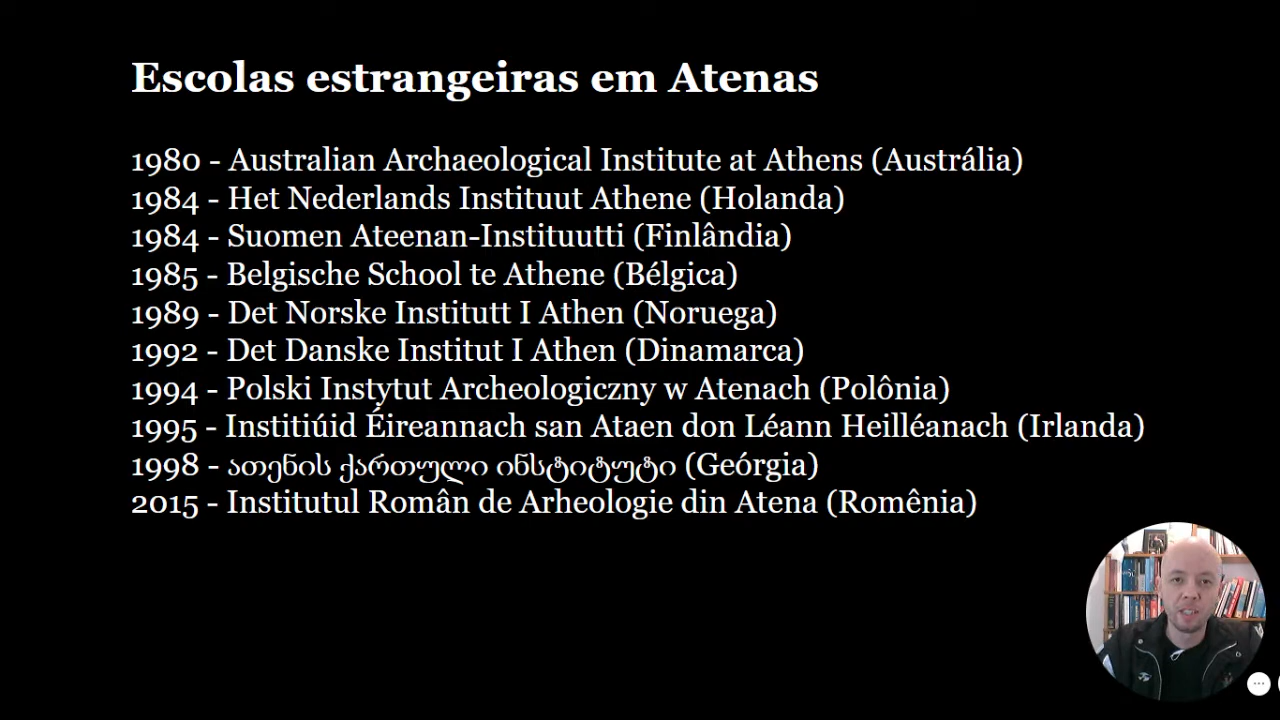 Escolas estrangeiras em Atenas
1980 - Australian Archaeological Institute at Athens (Austrália)
1984 - Het Nederlands Instituut Athene (Holanda)
1984 - Suomen Ateenan-Instituutti (Finlândia)
1985 - Belgische School te Athene (Bélgica)
1989 - Det Norske Institutt I Athen (Noruega)
1992 - Det Danske Institut I Athen (Dinamarca)
1994 - Polski Instytut Archeologiczny w Atenach (Polônia)
1995 - Institiúid Éireannach san Ataen don Léann Heilléanach (Irlanda)
1998 - ათენის ქართული ინსტიტუტი (Geórgia)
2015 - Institutul Român de Arheologie din Atena (Romênia)